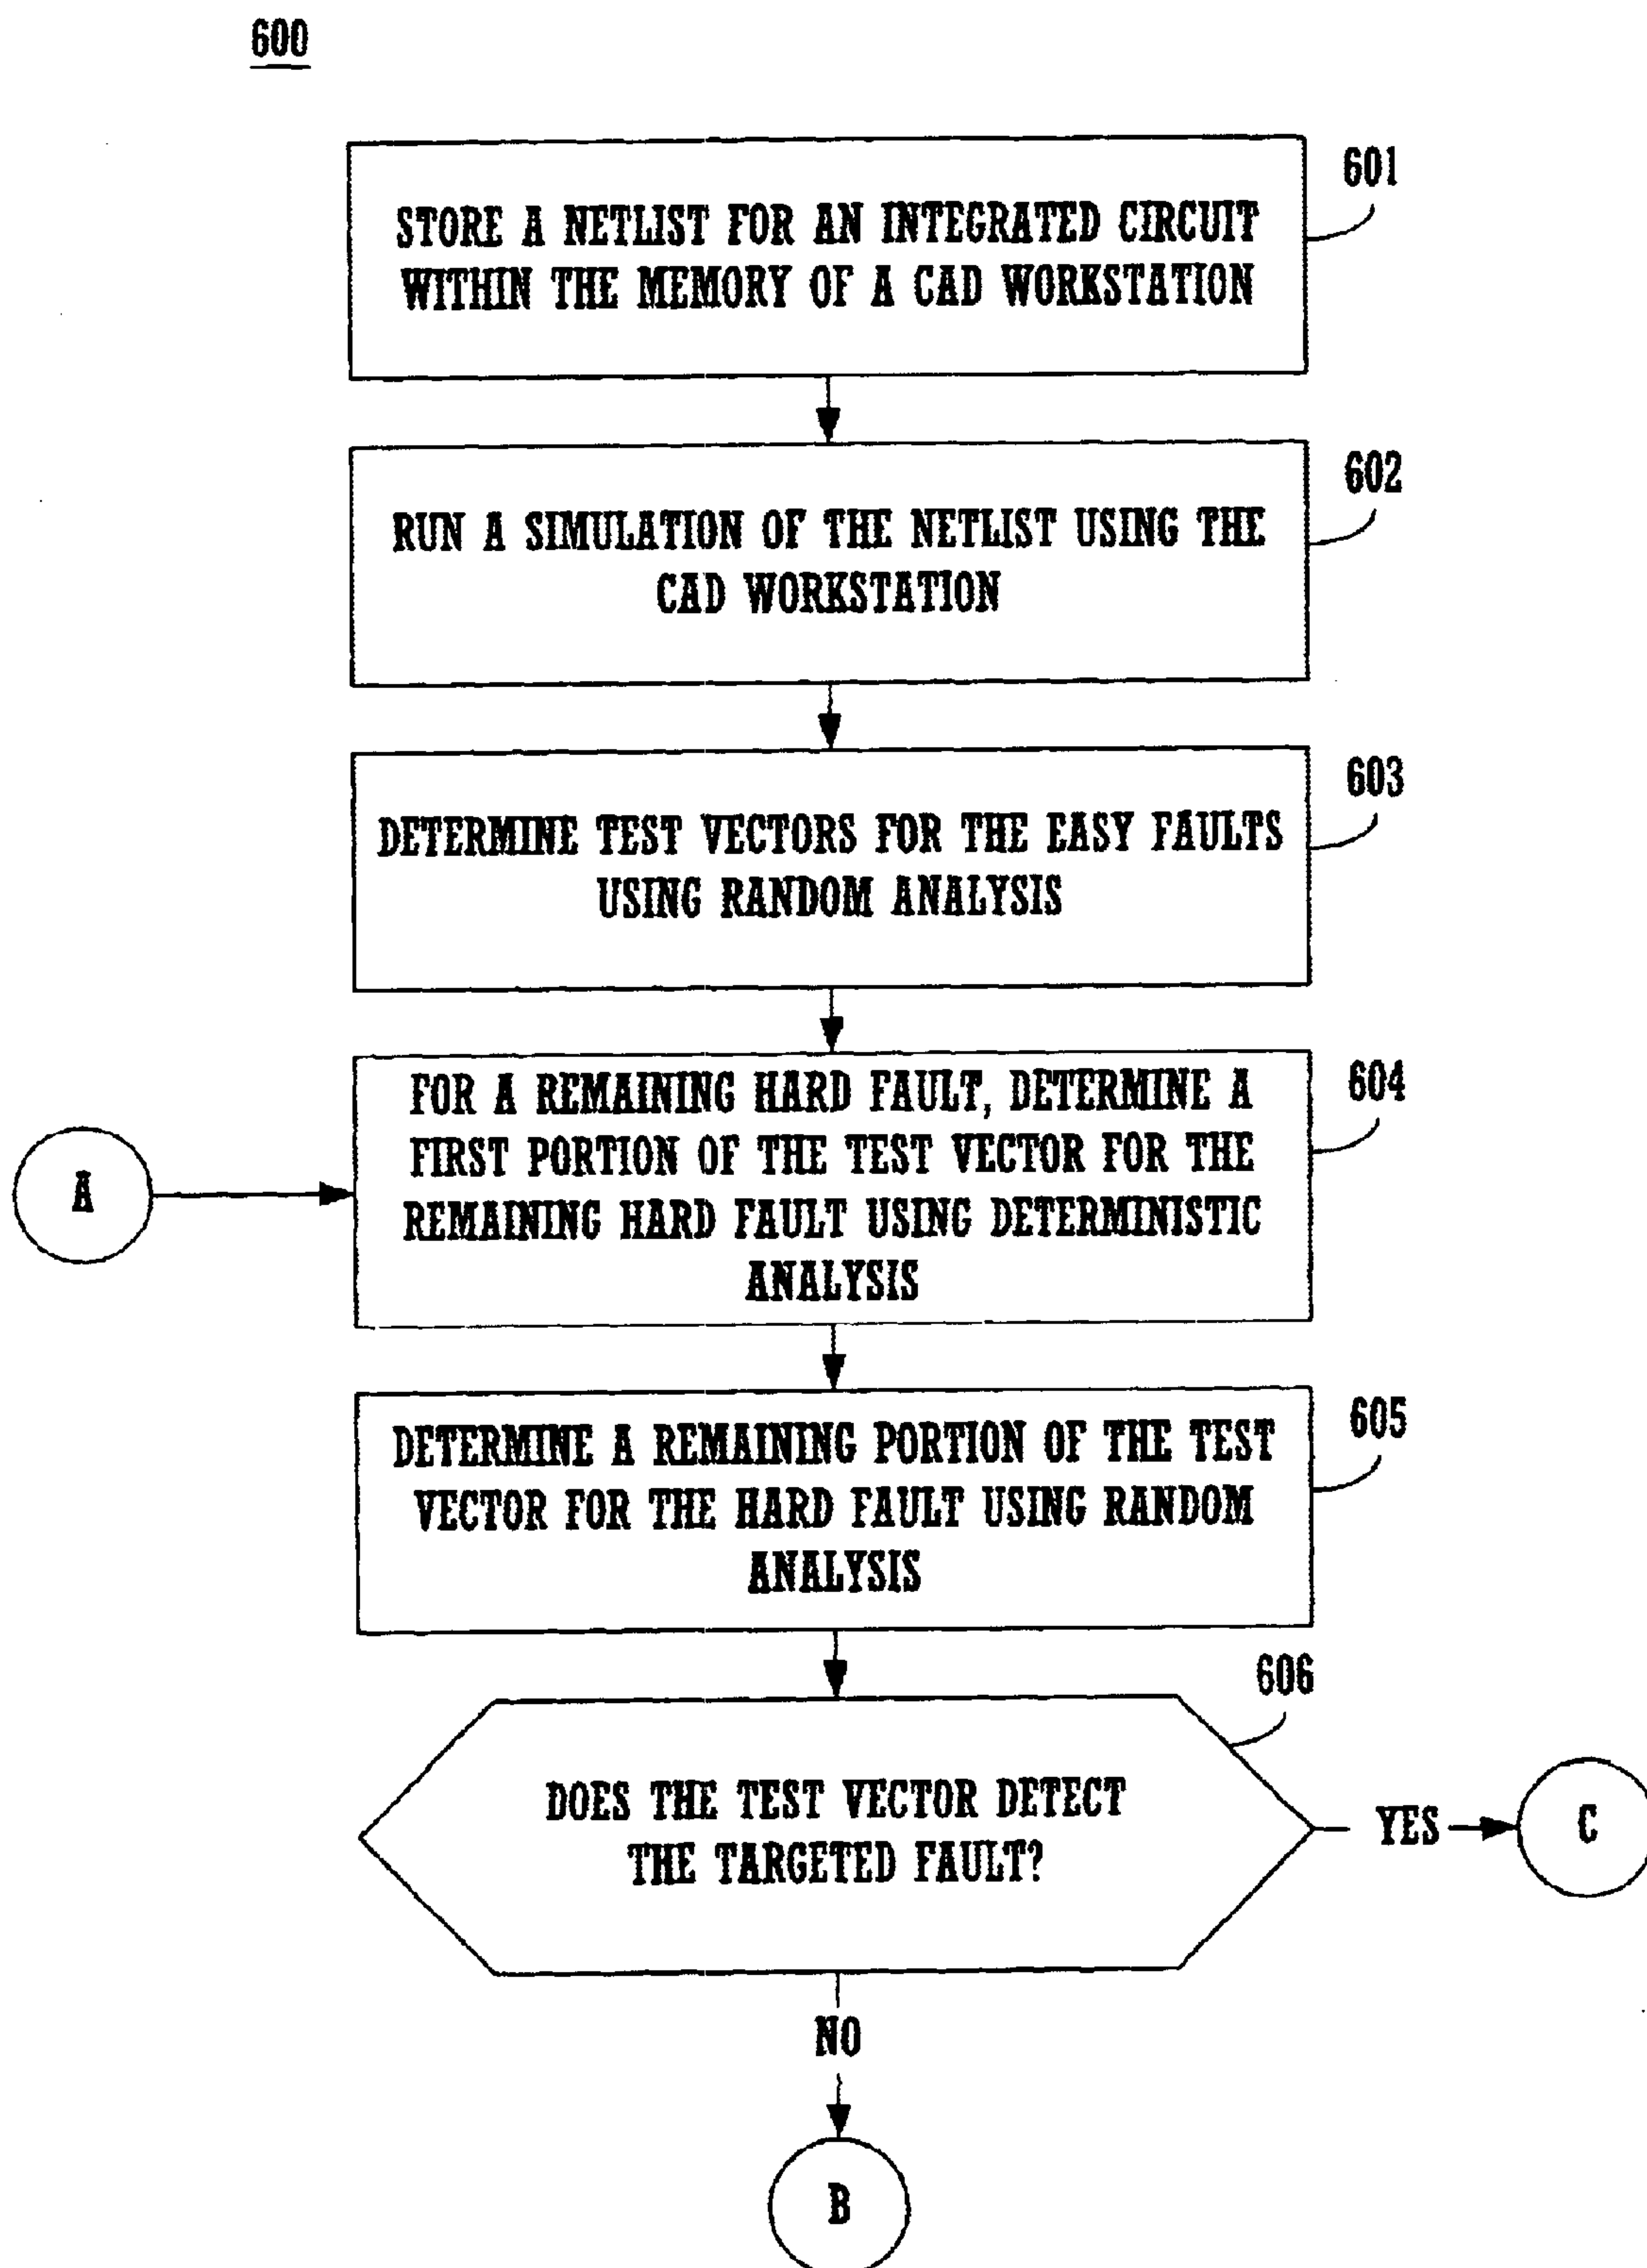 600
601
STORE A NETLIST FOR AN INTEGRATED CIRCUIT
WITHIN THE MEMORY OF A CAD WORKSTATION
602
RUN A SIMULATION OF THE NETLIST USING THE
CAD WORKSTATION
603
DETERMINE TEST VECTORS FOR THE EASY FAULTS
USING RANDOM ANALYSIS
604
FOR A REMAINING HARD FAULT, DETERMINE A
FIRST PORTION OF THE TEST VECTOR FOR THE
REMAINING HARD FAULT USING DETERMINISTIC
ANALYSIS
A
605
DETERMINE A REMAINING PORTION OF THE TEST
VECTOR FOR THE HARD FAULT USING RANDOM
ANALYSIS
606
DOES THE TEST VECTOR DETECT
THE TARGETED FAULT?
YES
C
NO
B